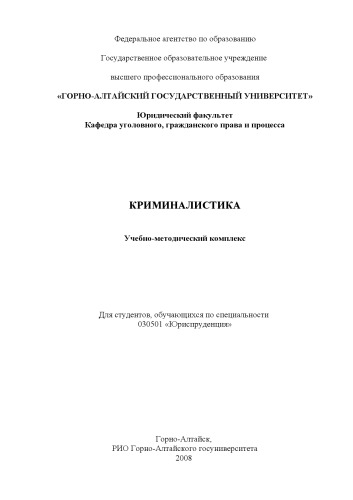 Федеральное агентство по образованию
Государственное образовательное учреждение
высшего профессионального образования
«ГОРНО-АЛТАЙСКИЙ ГОСУДАРСТВЕННЫЙ УНИВЕРСИТЕТ»
Юридический факультет
Кафедра уголовного, гражданского права и процесса
КРИМИНАЛИСТИКА
Учебно-методический комплекс
Для студентов, обучающихся по специальности
030501 «Юриспруденция»
Горно-Алтайск,
РИО Горно-Алтайского госуниверситета
2008